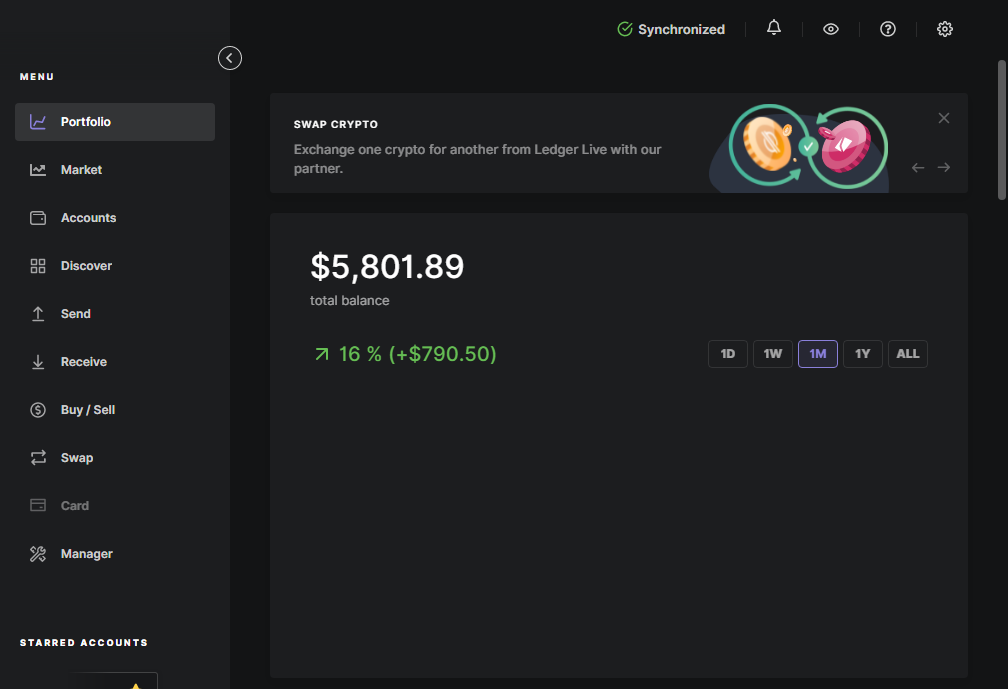 Synchronized
MENU
Portfolio
Market
Accounts
Discover
Send
Receive
Buy / Sell
Swap
Card
Manager
STARRED ACCOUNTS
SWAP CRYPTO
Exchange one crypto for another from Ledger Live with our
partner.
$5,801.89
total balance
16 % (+$790.50)
1D 1W 1M 1Y ALL